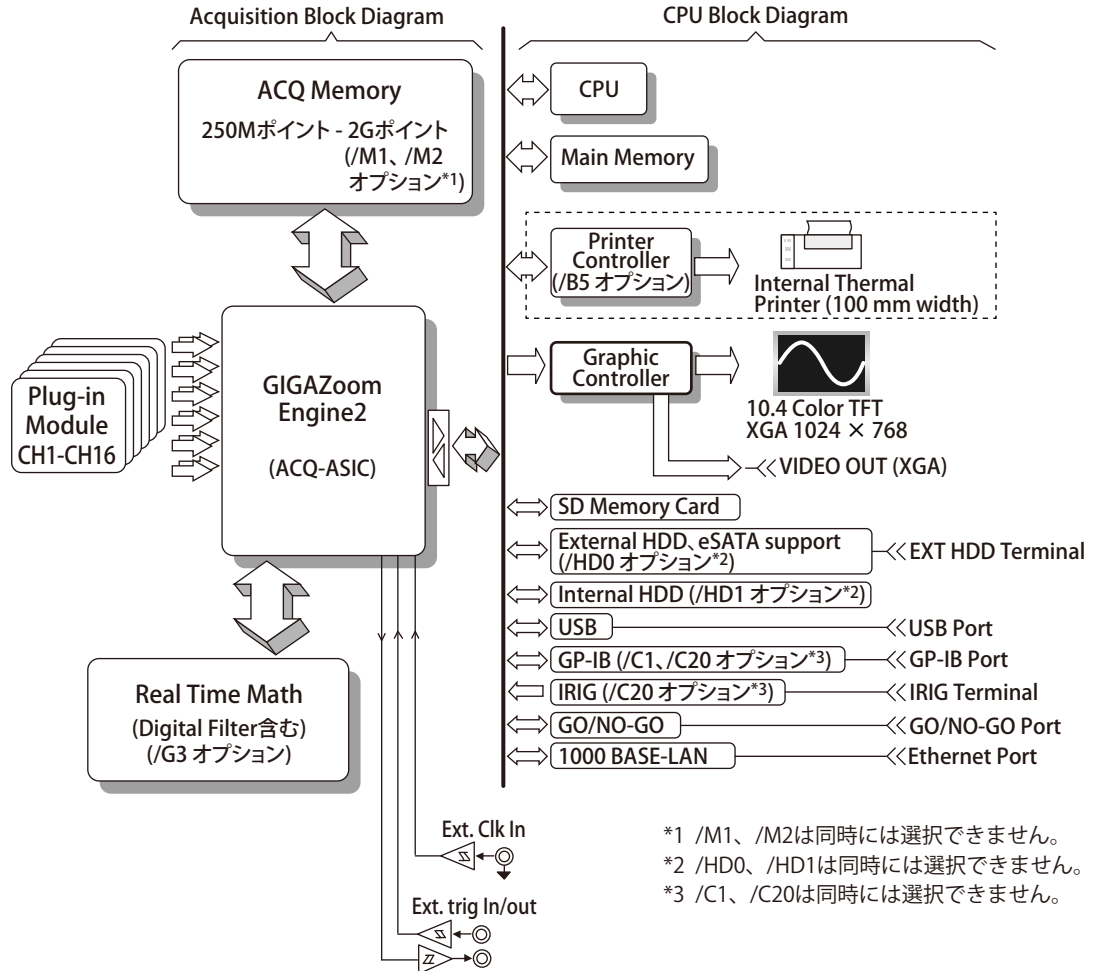 Acquisition Block Diagram
CPU Block Diagram
ACQ Memory
250Mポイント - 2Gポイント
(/M1、/M2
オプション*1)
Plug-in
Module
CH1-CH16
GIGAZoom
Engine2
(ACQ-ASIC)
Real Time Math
(Digital Filter含む)
(/G3 オプション)
Ext. Clk In
Ext. trig In/out
CPU
Main Memory
Printer
Controller
(/B5 オプション)
Internal Thermal
Printer (100 mm width)
Graphic
Controller
10.4 Color TFT
XGA 1024 × 768
VIDEO OUT (XGA)
SD Memory Card
External HDD、eSATA support
(/HD0 オプション*2)
EXT HDD Terminal
Internal HDD (/HD1 オプション*2)
USB
USB Port
GP-IB (/C1、/C20 オプション*3)
GP-IB Port
IRIG (/C20 オプション*3)
IRIG Terminal
GO/NO-GO
GO/NO-GO Port
1000 BASE-LAN
Ethernet Port
*1 /M1、/M2は同時には選択できません。
*2 /HD0、/HD1は同時には選択できません。
*3 /C1、/C20は同時には選択できません。